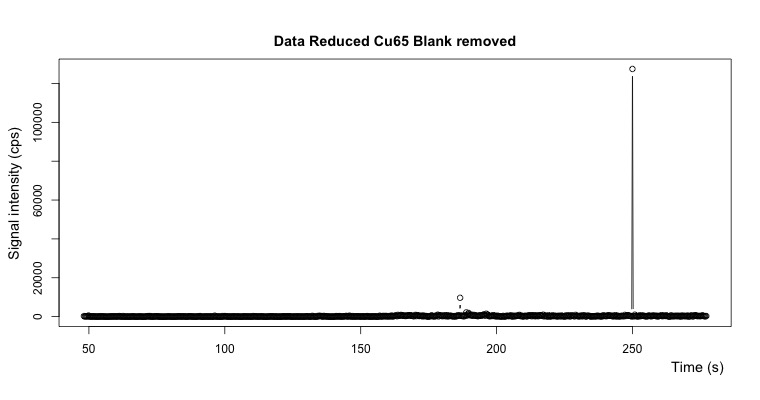 Data Reduced Cu65 Blank removed
Signal intensity (cps)
100000
60000
20000
0
50 100 150 200 250
Time (s)